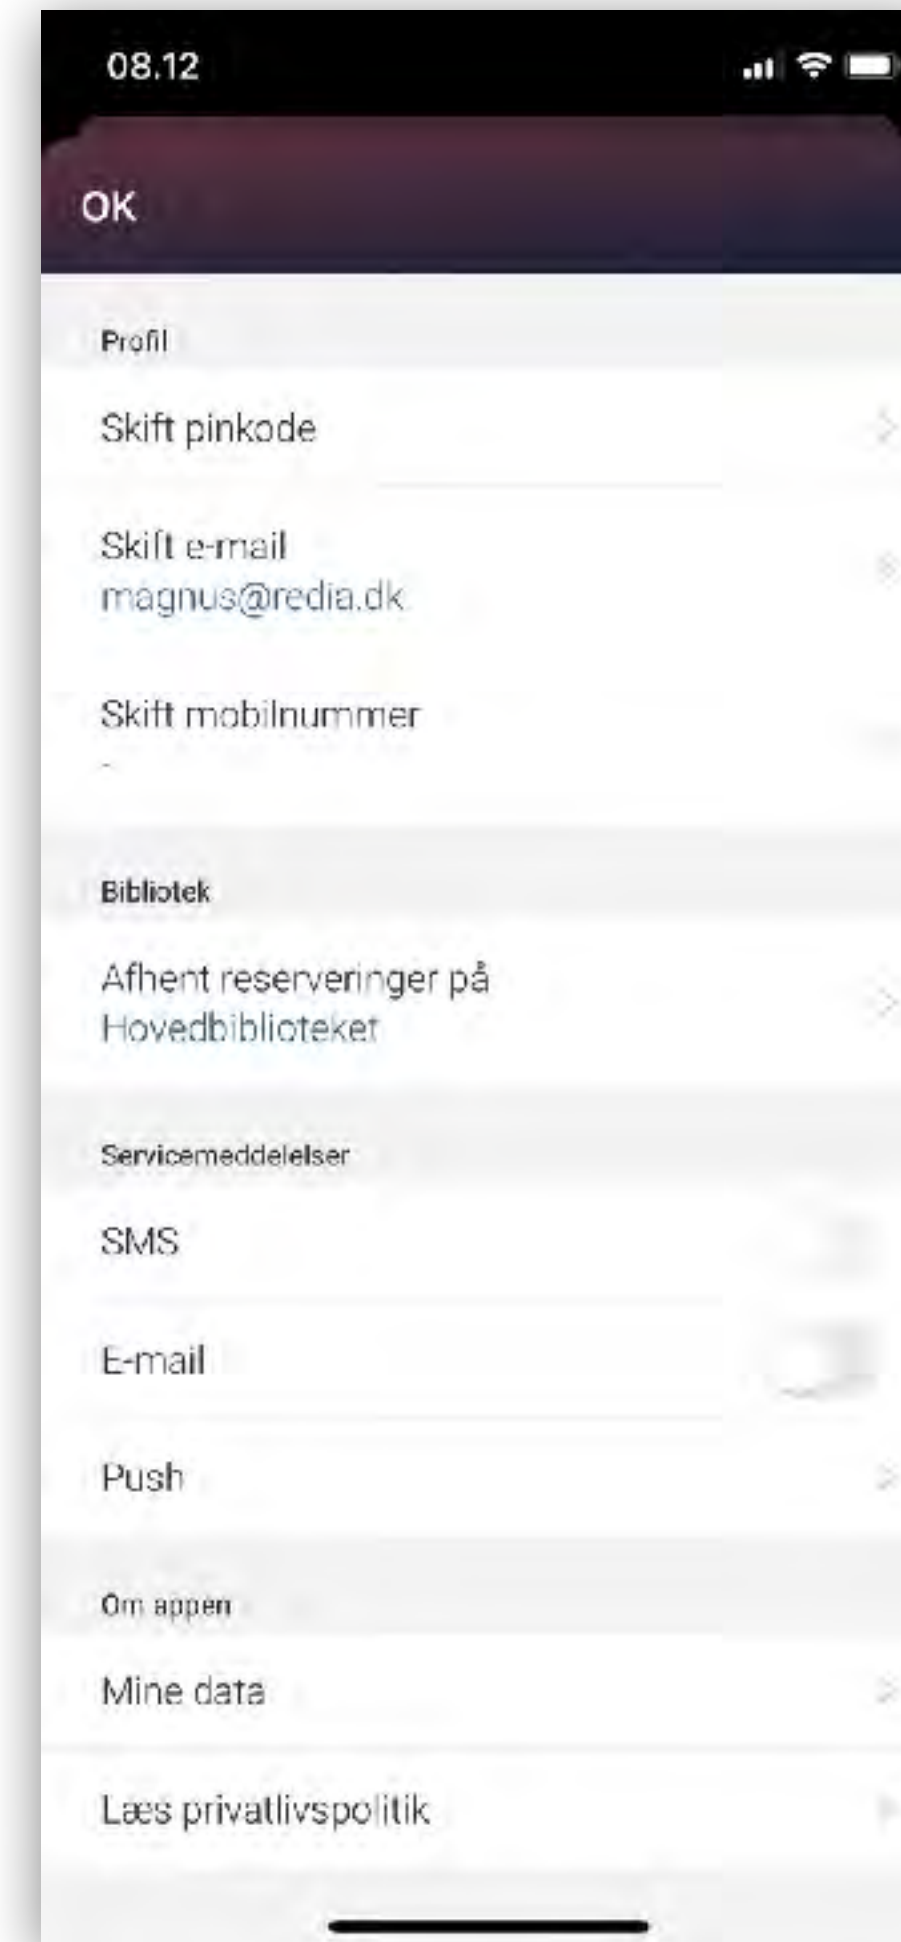 08.12
OK
Profil
Skift pinkode
Skift e-mail
magnus@redia.dk
Skift mobilnummer
-
Bibliotek
Afhent reserveringer på
Hovedbiblioteket
Servicemeddelelser
SMS
E-mail
Push
Om appen
Mine data
Læs privatlivspolitik